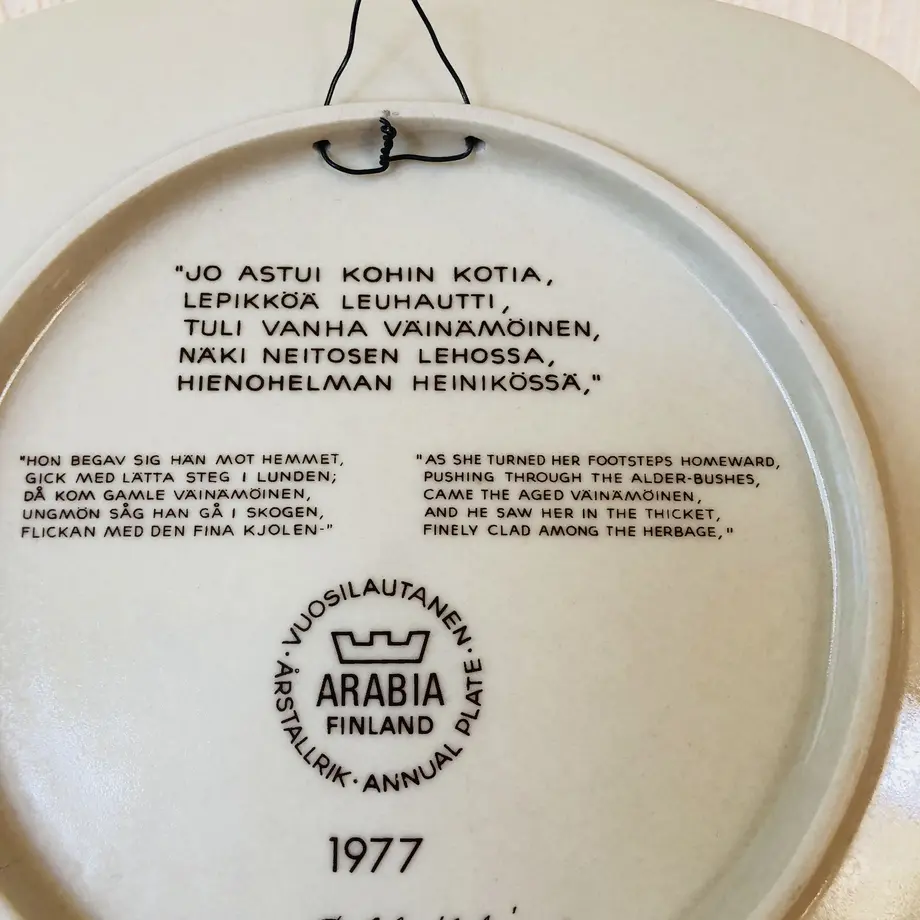 "JO ASTUI KOHIN KOTIA,
LEPIKKÖÄ LEUHAUTTI,
TULI VANHA VÄINÄMÖINEN,
NÄKI NEITOSEN LEHOSSA,
HIENOHELMAN HEINIKÖSSÄ,"
"HON BEGAV SIG HÄN MOT HEMMET,
GICK MED LÄTTA STEG I LUNDEN;
DÅ KOM GAMLE VÄINÄMÖINEN,
UNGMÖN SÅG HAN GÅ I SKOGEN,
FLICKAN MED DEN FINA KJOLEN-"
"AS SHE TURNED HER FOOTSTEPS HOMEWARD,
PUSHING THROUGH THE ALDER-BUSHES,
CAME THE AGED VÄINÄMÖINEN,
AND HE SAW HER IN THE THICKET,
FINELY CLAD AMONG THE HERBAGE,"
VUOSILAUTANEN · ANNUAL PLATE · ÅRSTALLRIK ·
ARABIA
FINLAND
1977